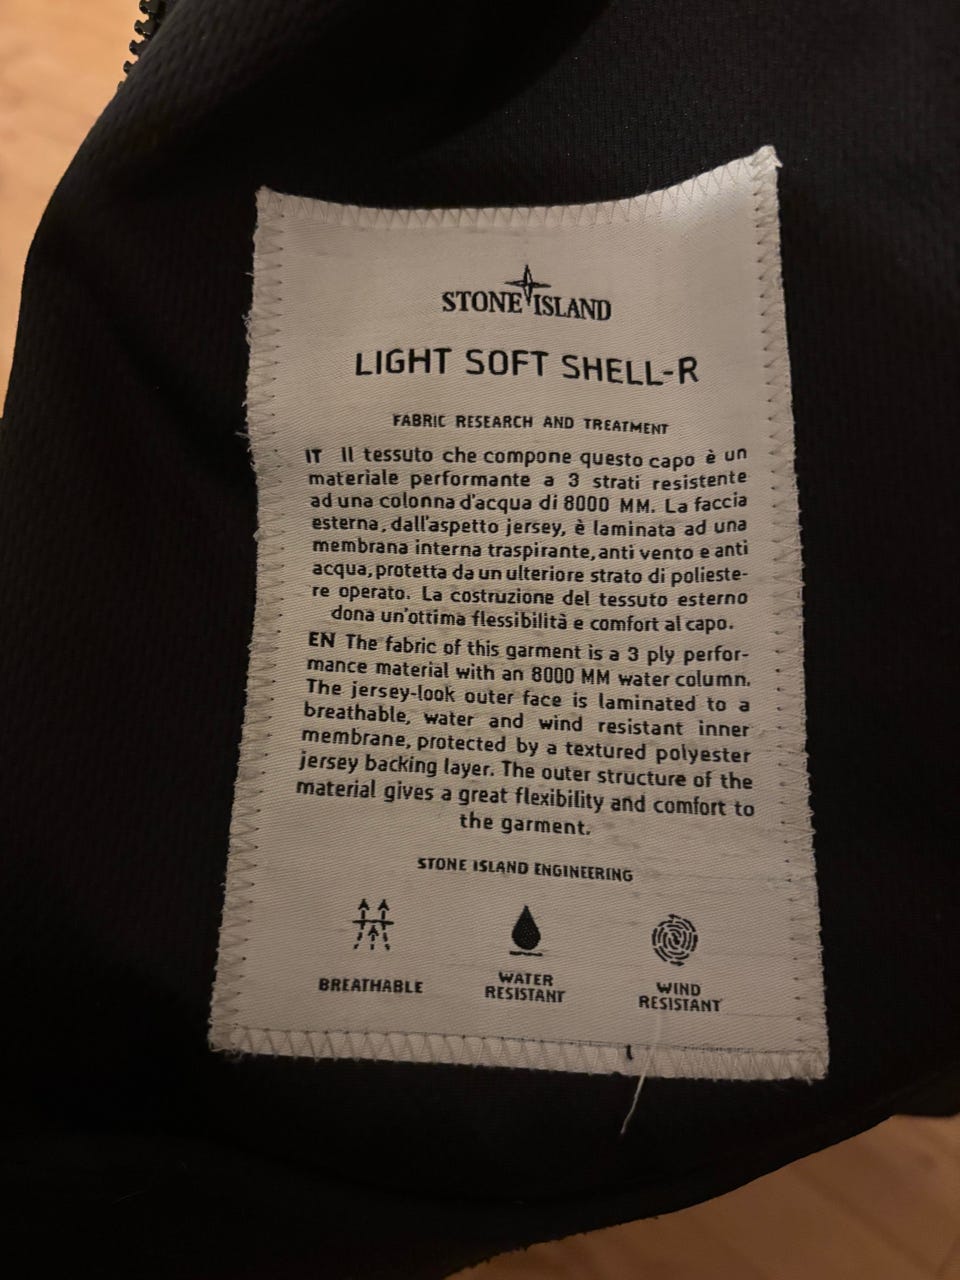 STONE ISLAND
LIGHT SOFT SHELL-R
FABRIC RESEARCH AND TREATMENT
IT Il tessuto che compone questo capo è un
materiale performante a 3 strati resistente
ad una colonna d'acqua di 8000 MM. La faccia
esterna, dall'aspetto jersey, è laminata ad una
membrana interna traspirante, anti vento e anti
acqua, protetta da un ulteriore strato di polieste-
re operato. La costruzione del tessuto esterno
dona un'ottima flessibilità e comfort al capo.
EN The fabric of this garment is a 3 ply perfor-
mance material with an 8000 MM water column.
The jersey-look outer face is laminated to a
breathable, water and wind resistant inner
membrane, protected by a textured polyester
jersey backing layer. The outer structure of the
material gives a great flexibility and comfort to
the garment.
STONE ISLAND ENGINEERING
BREATHABLE
WATER
RESISTANT
WIND
RESISTANT